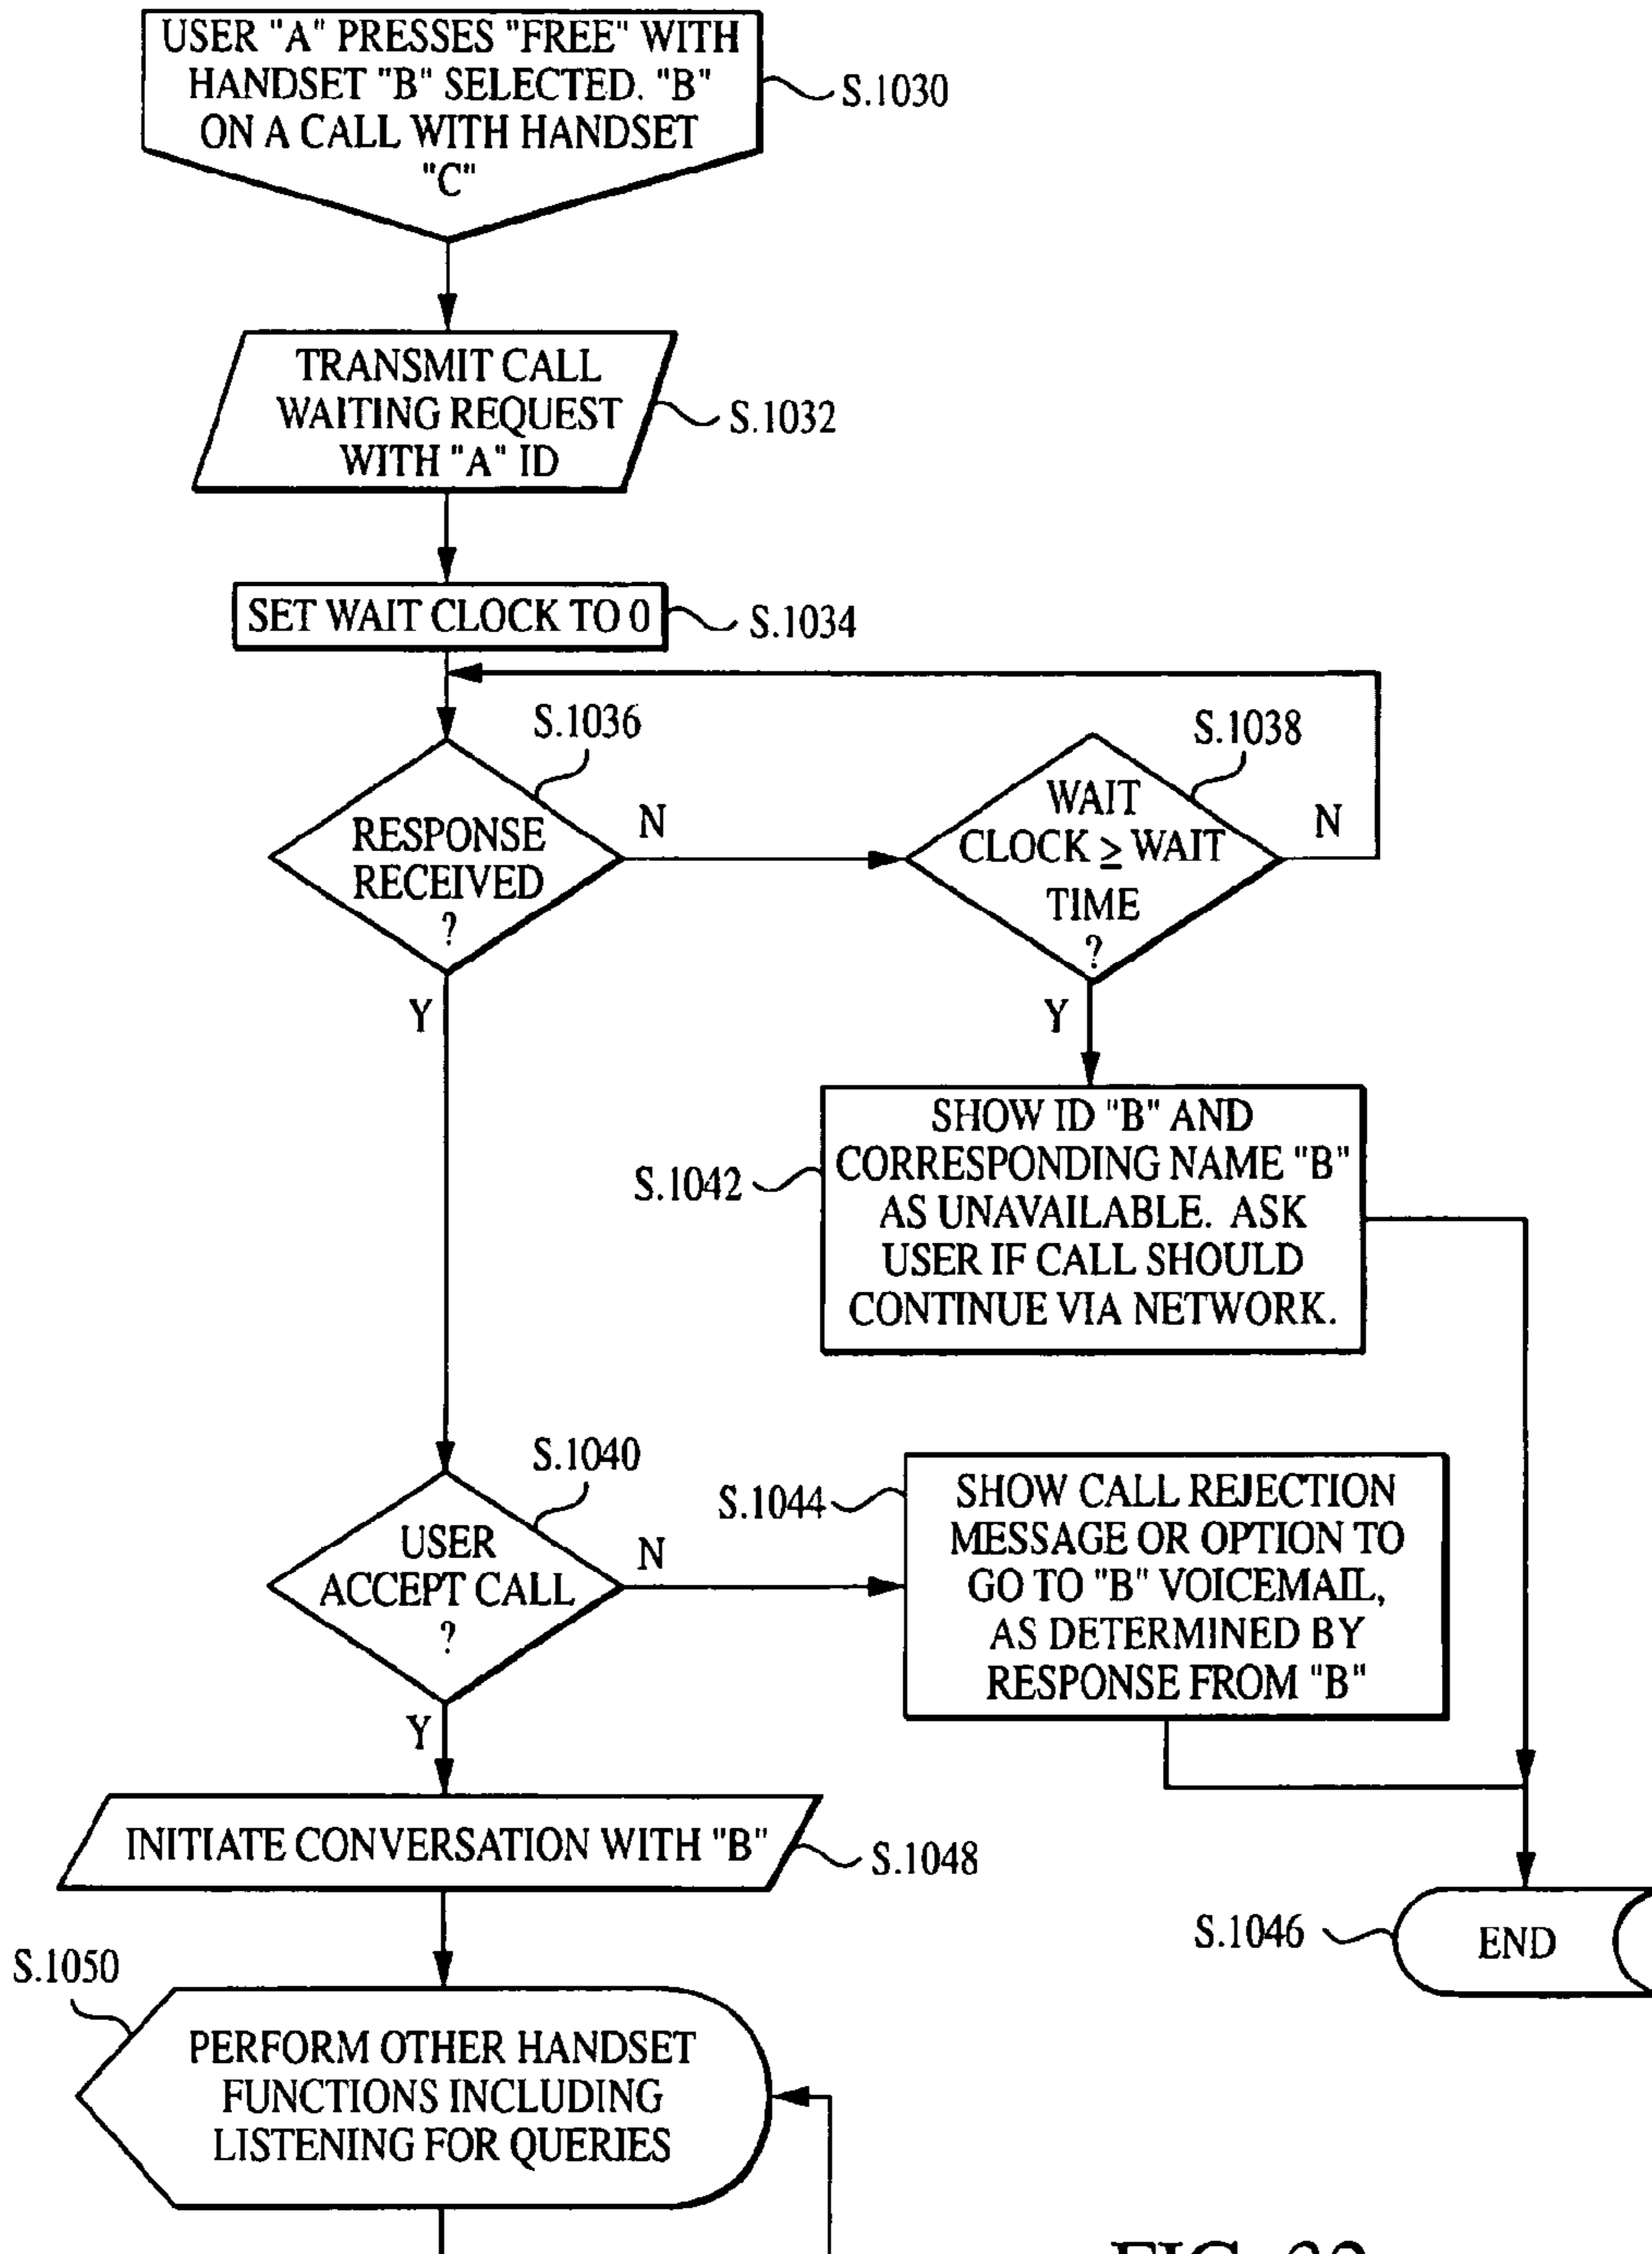 USER "A" PRESSES "FREE" WITH
HANDSET "B" SELECTED. "B"
ON A CALL WITH HANDSET
"C"
S.1030
TRANSMIT CALL
WAITING REQUEST
WITH "A" ID
S.1032
SET WAIT CLOCK TO 0
S.1034
S.1036
RESPONSE
RECEIVED
?
N
Y
S.1038
WAIT
CLOCK ≥ WAIT
TIME
?
N
Y
S.1042
SHOW ID "B" AND
CORRESPONDING NAME "B"
AS UNAVAILABLE. ASK
USER IF CALL SHOULD
CONTINUE VIA NETWORK.
S.1040
USER
ACCEPT CALL
?
N
Y
S.1044
SHOW CALL REJECTION
MESSAGE OR OPTION TO
GO TO "B" VOICEMAIL,
AS DETERMINED BY
RESPONSE FROM "B"
INITIATE CONVERSATION WITH "B"
S.1048
S.1046
END
S.1050
PERFORM OTHER HANDSET
FUNCTIONS INCLUDING
LISTENING FOR QUERIES